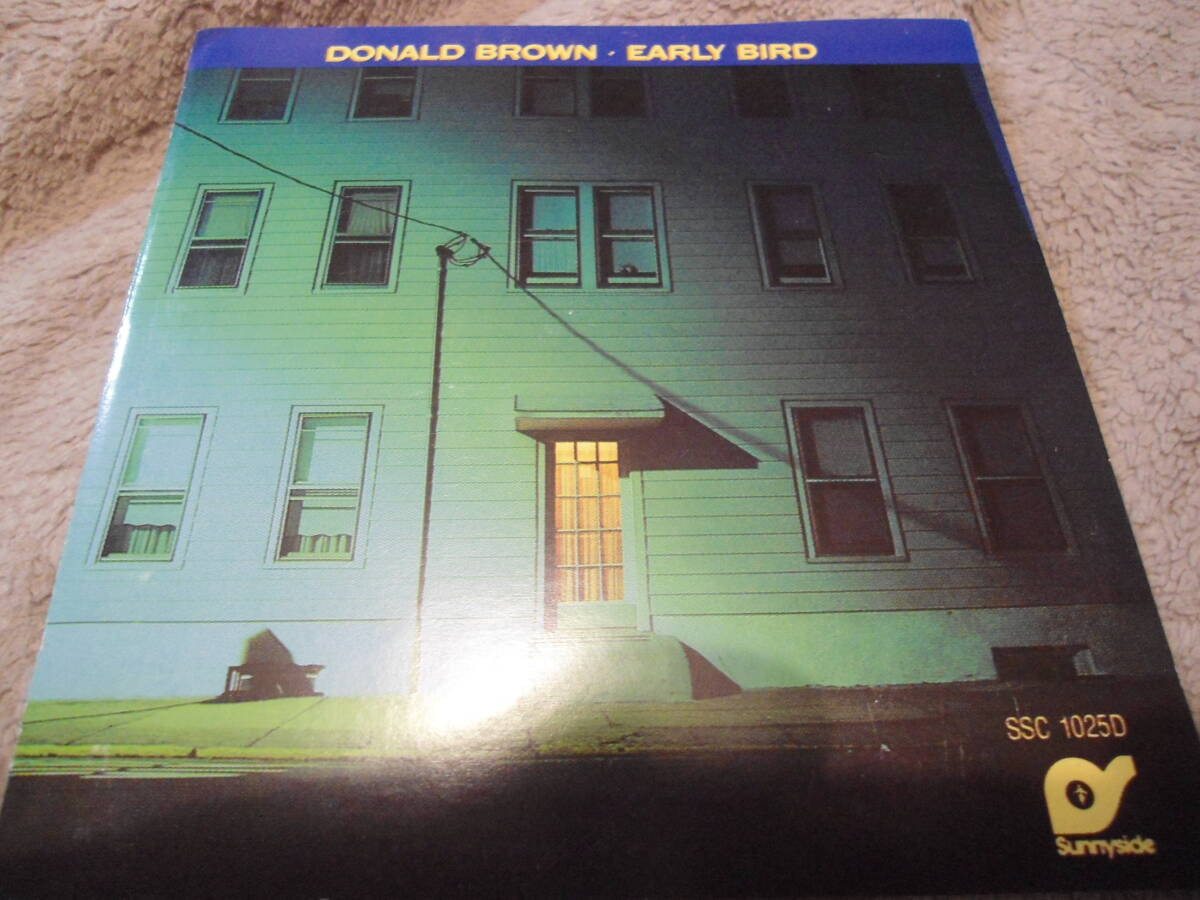 DONALD BROWN · EARLY BIRD
SSC 1025D
Sunnyside